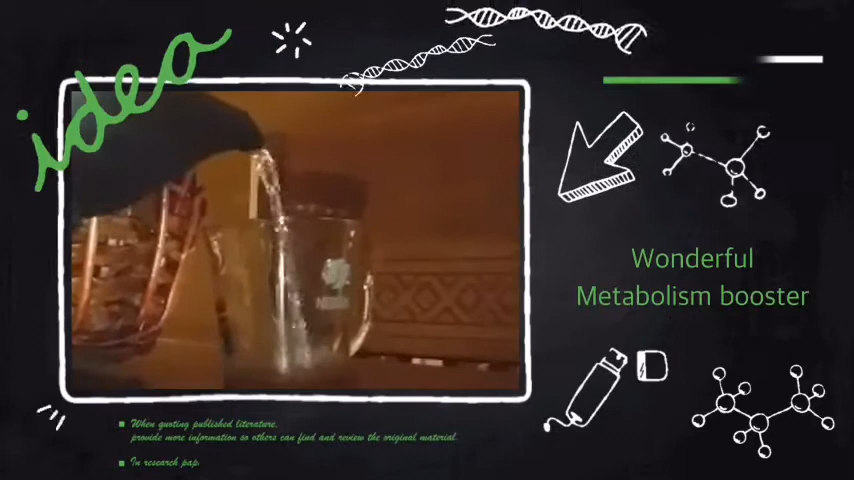 idea
Wonderful
Metabolism booster
When quoting published literature,
provide more information so others can find and review the original material.
In research pap